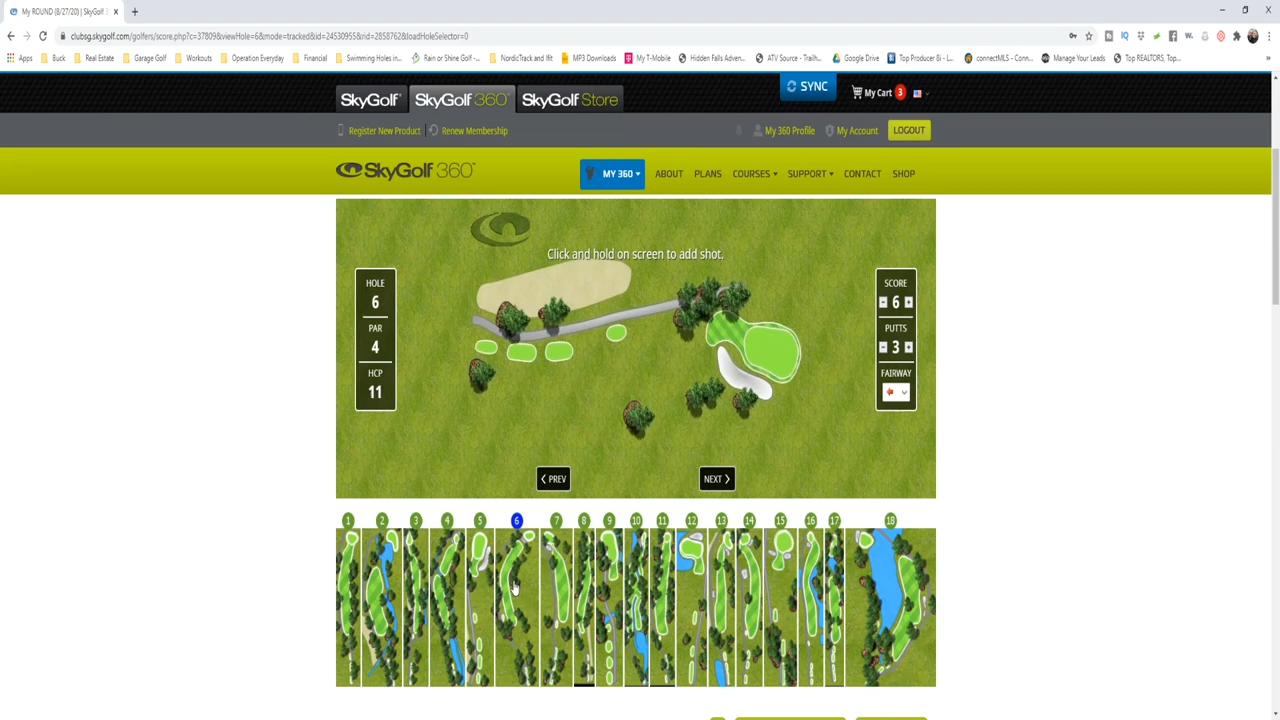 My ROUND (8/27/20) | SkyGolf
clubsg.skygolf.com/golfers/score.php?c=37809&viewHole=6&mode=tracked&id=24530955&rid=2858762&loadHoleSelector=0
Apps Buck Real Estate Garage Golf Workouts Operation Everyday Financial Swimming Holes in... Rain or Shine Golf -... NordicTrack and Ifit MP3 Downloads My T-Mobile Hidden Falls Adven... ATV Source - Trailh... Google Drive Top Producer 8i - L... connectMLS - Conn... Manage Your Leads Top REALTORS, Top...
SkyGolf SkyGolf 360° SkyGolf Store SYNC My Cart 3
Register New Product | Renew Membership My 360 Profile My Account LOGOUT
SkyGolf 360 MY 360 ABOUT PLANS COURSES SUPPORT CONTACT SHOP
Click and hold on screen to add shot.
HOLE
6
PAR
4
HCP
11
SCORE
- 6 +
PUTTS
- 3 +
FAIRWAY
< PREV NEXT >
1 2 3 4 5 6 7 8 9 10 11 12 13 14 15 16 17 18